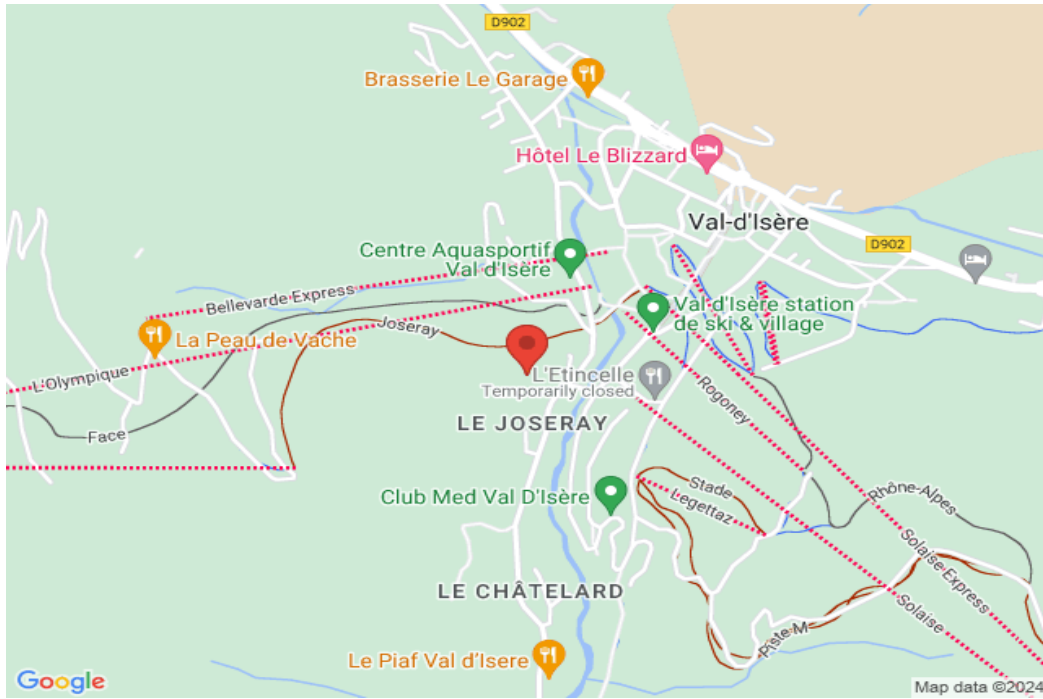 D902
Brasserie Le Garage
Hôtel Le Blizzard
Val-d'Isère
D902
Centre Aquasportif
Val d'Isère
Bellevarde Express
Val d'Isère station
de ski & village
Joseray
La Peau de Vache
L'Olympique
L'Etincelle
Temporarily closed
Rogoney
LE JOSERAY
Face
Stade
Legettaz
Club Med Val D'Isère
Rhône-Alpes
Solaise Express
Solaise
LE CHÂTELARD
Piste M
Le Piaf Val d'Isere
Google
Map data ©2024